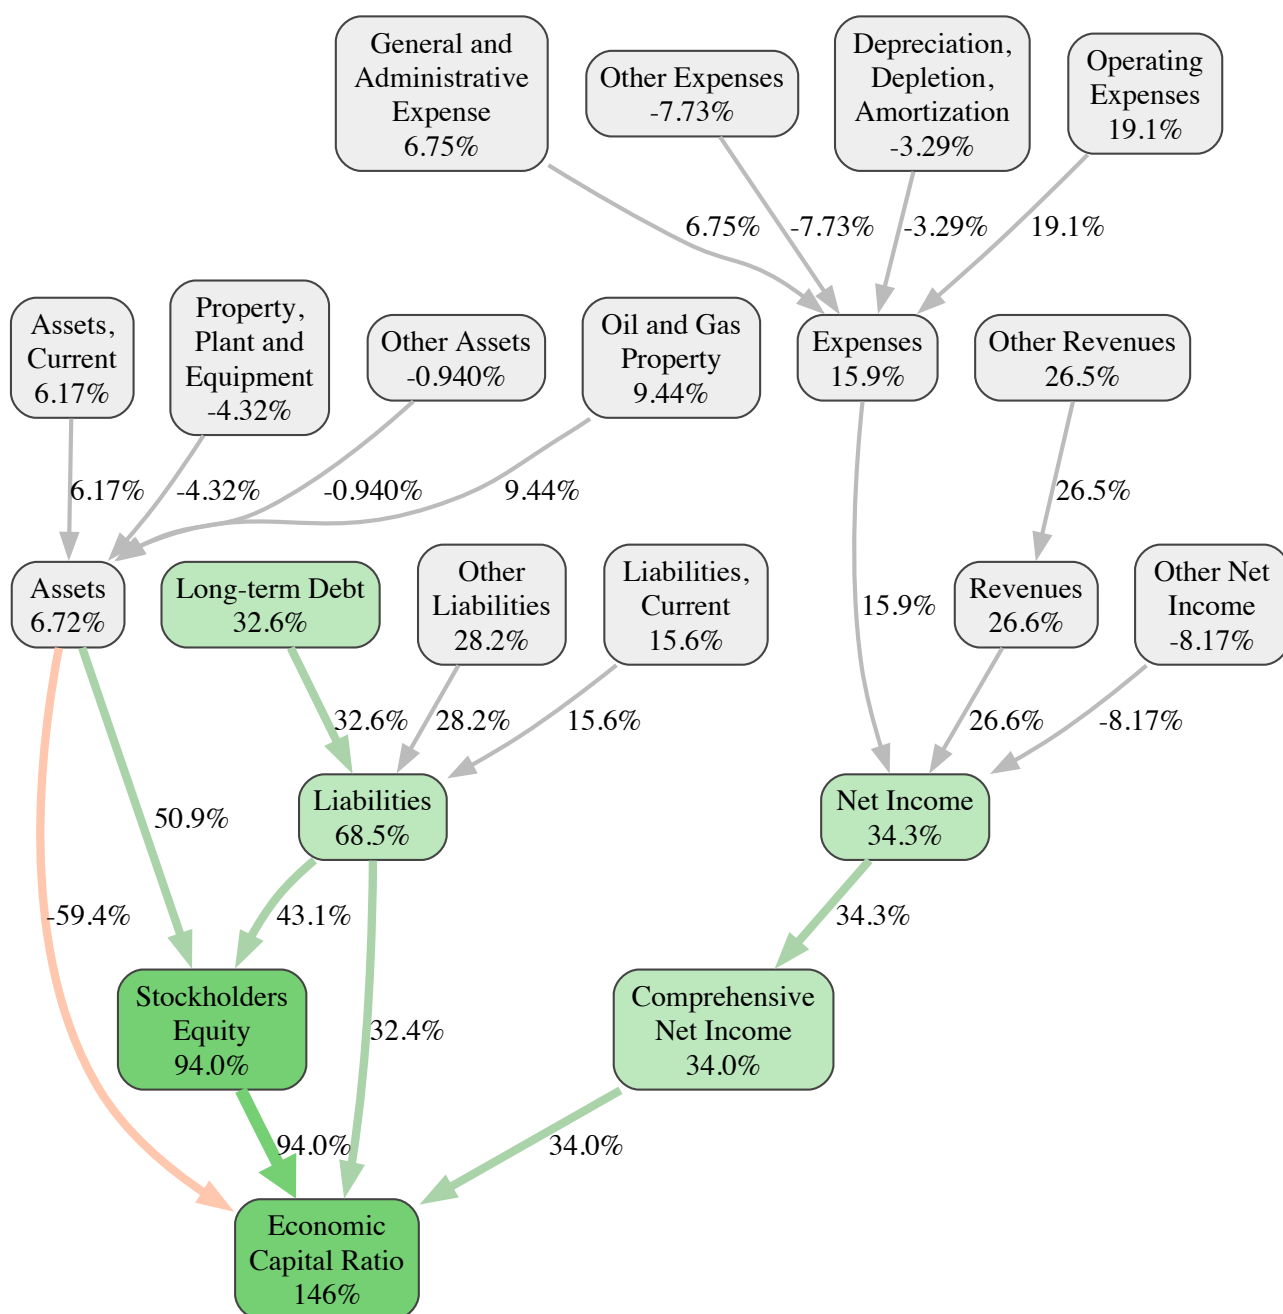 General and
Administrative
Expense
6.75%
Other Expenses
-7.73%
Depreciation,
Depletion,
Amortization
-3.29%
Operating
Expenses
19.1%
6.75%
-7.73%
-3.29%
19.1%
Assets,
Current
6.17%
Property,
Plant and
Equipment
-4.32%
Other Assets
-0.940%
Oil and Gas
Property
9.44%
Expenses
15.9%
Other Revenues
26.5%
6.17%
-4.32%
-0.940%
9.44%
26.5%
Assets
6.72%
Long-term Debt
32.6%
Other
Liabilities
28.2%
Liabilities,
Current
15.6%
15.9%
Revenues
26.6%
Other Net
Income
-8.17%
32.6%
28.2%
15.6%
26.6%
-8.17%
50.9%
Liabilities
68.5%
Net Income
34.3%
-59.4%
43.1%
34.3%
Stockholders
Equity
94.0%
32.4%
Comprehensive
Net Income
34.0%
94.0%
34.0%
Economic
Capital Ratio
146%